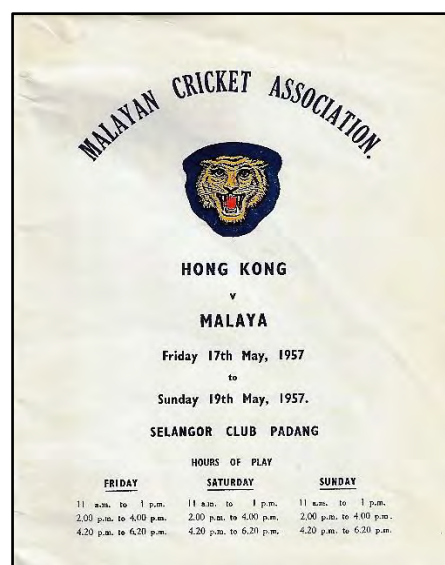 MALAYAN CRICKET ASSOCIATION.
HONG KONG
v
MALAYA
Friday 17th May, 1957
to
Sunday 19th May, 1957.
SELANGOR CLUB PADANG
HOURS OF PLAY
FRIDAY SATURDAY SUNDAY
11 a.m. to 1 p.m. 11 a.m. to 1 p.m. 11 a.m. to 1 p.m.
2.00 p.m. to 4.00 p.m. 2.00 p.m. to 4.00 p.m. 2.00 p.m. to 4.00 p.m.
4.20 p.m. to 6.20 p.m. 4.20 p.m. to 6.20 p.m. 4.20 p.m. to 6.20 p.m.